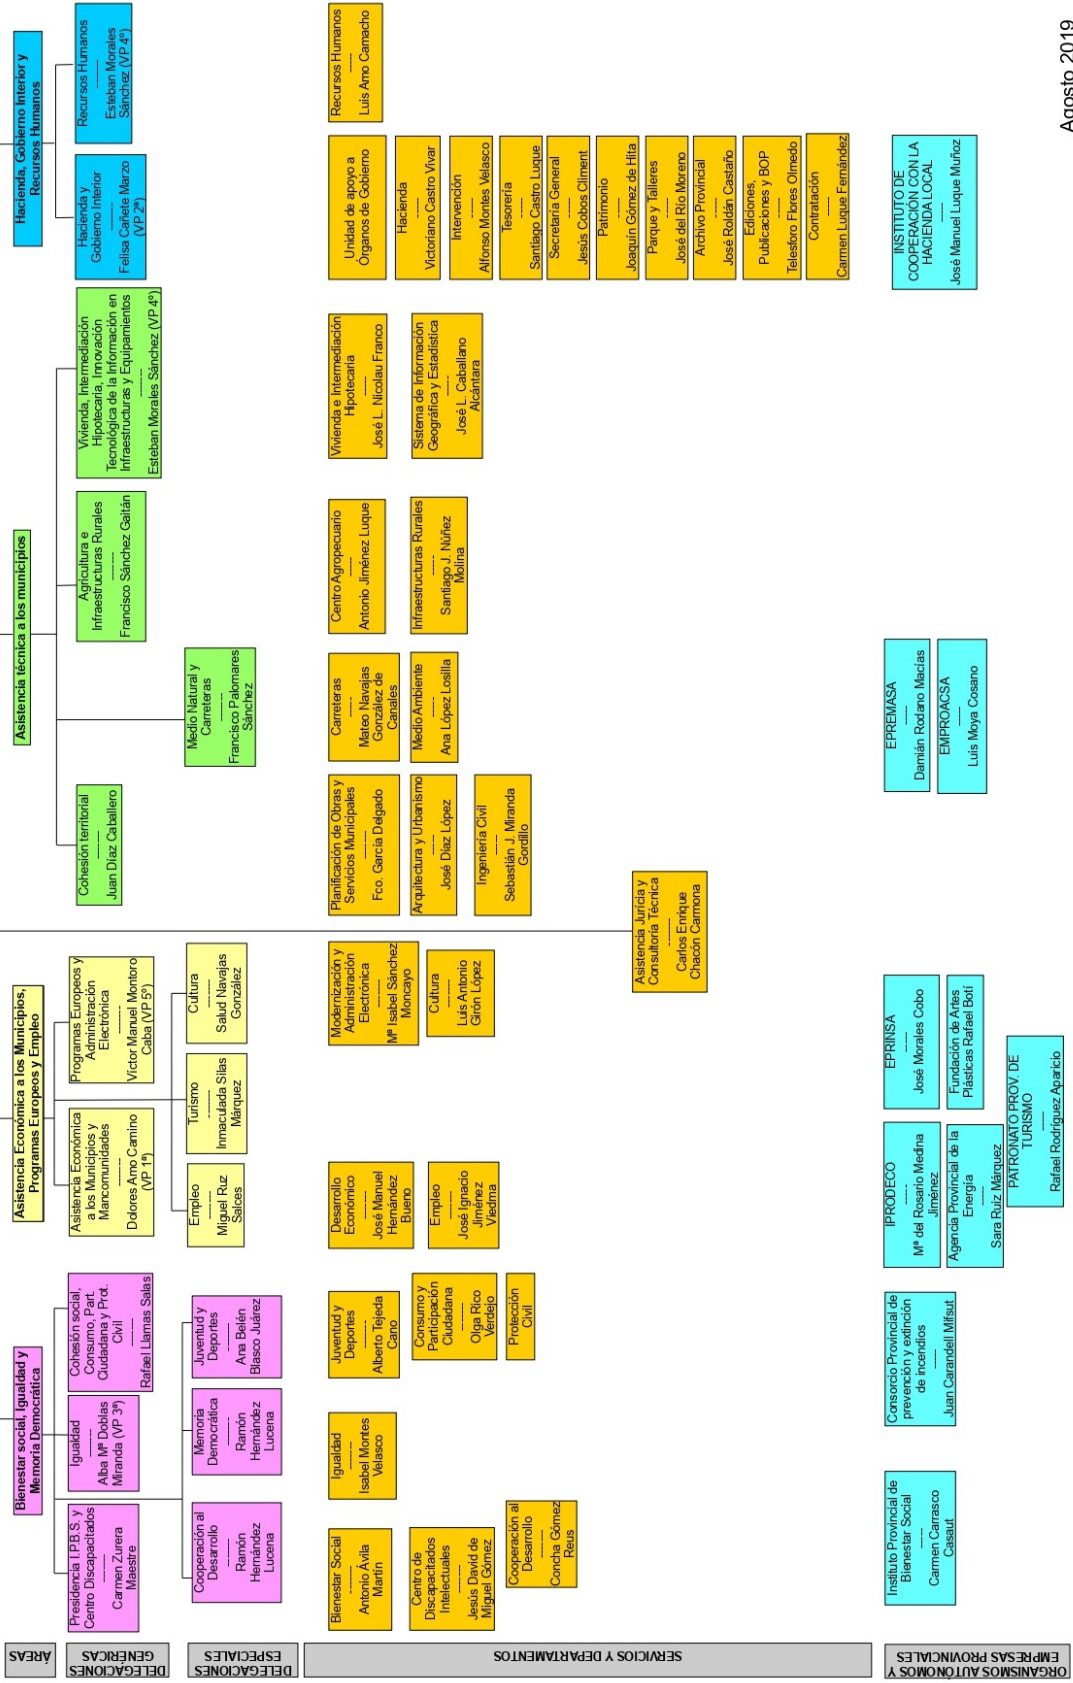 ÁREAS
Bienestar social, Igualdad y
Memoria Democrática
Asistencia Económica a los Municipios,
Programas Europeos y Empleo
Asistencia técnica a los municipios
Hacienda, Gobierno Interior y
Recursos Humanos
DELEGACIONES
GENÉRICAS
Presidencia I.P.B.S. y
Centro Discapacitados
------
Carmen Zurera
Maestre
Igualdad
------
Alba Mª Doblas
Miranda (VP 3ª)
Cohesión social,
Consumo, Part.
Ciudadana y Prot.
Civil
------
Rafael Llamas Salas
Asistencia Económica
a los Municipios y
Mancomunidades
------
Dolores Amo Camino
(VP 1ª)
Programas Europeos y
Administración
Electrónica
------
Víctor Manuel Montoro
Caba (VP 5º)
Cohesión territorial
------
Juan Díaz Caballero
Agricultura e
Infraestructuras Rurales
------
Francisco Sánchez Gaitán
Vivienda, Intermediación
Hipotecaria, Innovación
Tecnológica de la Información en
Infraestructuras y Equipamientos
------
Esteban Morales Sánchez (VP 4º)
Hacienda y
Gobierno Interior
------
Felisa Cañete Marzo
(VP 2ª)
Recursos Humanos
------
Esteban Morales
Sánchez (VP 4º)
DELEGACIONES
ESPECIALES
Cooperación al
Desarrollo
------
Ramón
Hernández
Lucena
Memoria
Democrática
------
Ramón
Hernández
Lucena
Juventud y
Deportes
------
Ana Belén
Blasco Juárez
Empleo
------
Miguel Ruz
Salces
Turismo
------
Inmaculada Silas
Márquez
Cultura
------
Salud Navajas
González
Medio Natural y
Carreteras
------
Francisco Palomares
Sánchez
SERVICIOS Y DEPARTAMENTOS
Bienestar Social
------
Antonio Ávila
Martín
Centro de
Discapacitados
Intelectuales
------
Jesús David de
Miguel Gómez
Cooperación al
Desarrollo
------
Concha Gómez
Reus
Igualdad
------
Isabel Montes
Velasco
Juventud y
Deportes
------
Alberto Tejeda
Cano
Consumo y
Participación
Ciudadana
------
Olga Rico
Verdejo
Protección
Civil
Desarrollo
Económico
------
José Manuel
Hernández
Bueno
Empleo
------
José Ignacio
Jiménez
Viedma
Modernización y
Administración
Electrónica
------
Mª Isabel Sánchez
Moncayo
Cultura
------
Luis Antonio
Girón López
Asistencia Jurícia y
Consultoría Técnica
------
Carlos Enrique
Chacón Carmona
Planificación de Obras y
Servicios Municipales
------
Fco. García Delgado
Arquitectura y Urbanismo
------
José Díaz López
Ingeniería Civil
------
Sebastián J. Miranda
Gordillo
Carreteras
------
Mateo Navajas
González de
Canales
Medio Ambiente
------
Ana López Losilla
Centro Agropecuario
------
Antonio Jiménez Luque
Infraestructuras Rurales
------
Santiago J. Núñez
Molina
Vivienda e Intermediación
Hipotecaria
------
José L. Nicolau Franco
Sistema de Información
Geográfica y Estadística
------
José L. Caballano
Alcántara
Unidad de apoyo a
Órganos de Gobierno
Hacienda
------
Victoriano Castro Vivar
Intervención
------
Alfonso Montes Velasco
Tesorería
------
Santiago Castro Luque
Secretaría General
------
Jesús Cobos Climent
Patrimonio
------
Joaquín Gómez de Hita
Parque y Talleres
------
José del Río Moreno
Archivo Provincial
------
José Roldán Castaño
Ediciones,
Publicaciones y BOP
------
Telesforo Flores Olmedo
Contratación
------
Carmen Luque Fernández
Recursos Humanos
------
Luis Amo Camacho
ORGANISMOS AUTÓNOMOS Y
EMPRESAS PROVINCIALES
Instituto Provincial de
Bienestar Social
------
Carmen Carrasco
Casaut
Consorcio Provincial de
prevención y extinción
de incendios
------
Juan Carandell Mifsut
IPRODECO
------
Mª del Rosario Medina
Jiménez
Agencia Provincial de la
Energía
------
Sara Ruiz Márquez
EPRINSA
------
José Morales Cobo
Fundación de Artes
Plásticas Rafael Botí
PATRONATO PROV. DE
TURISMO
------
Rafael Rodríguez Aparicio
EPREMASA
------
Damián Rodano Macías
EMPROACSA
------
Luis Moya Cosano
INSTITUTO DE
COOPERACIÓN CON LA
HACIENDA LOCAL
------
José Manuel Luque Muñoz
Agosto 2019